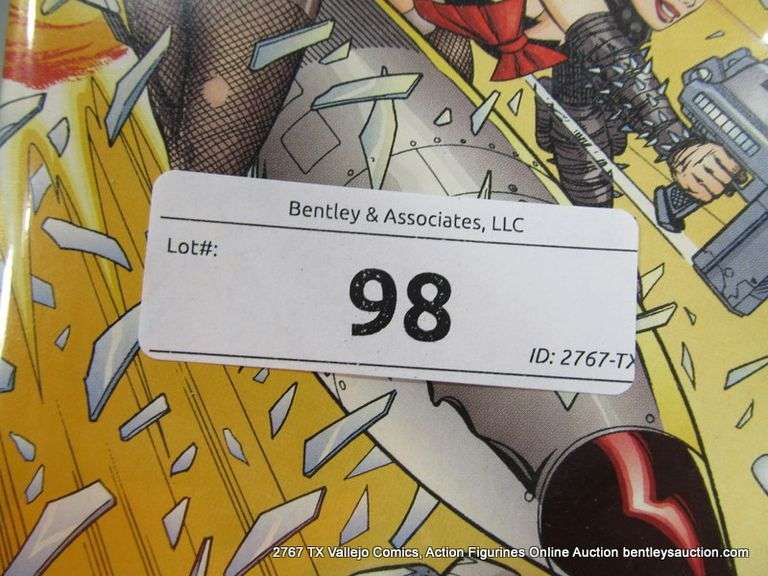 Bentley & Associates, LLC
Lot#:
98
ID: 2767-TX
2767 TX Vallejo Comics, Action Figurines Online Auction bentleysauction.com